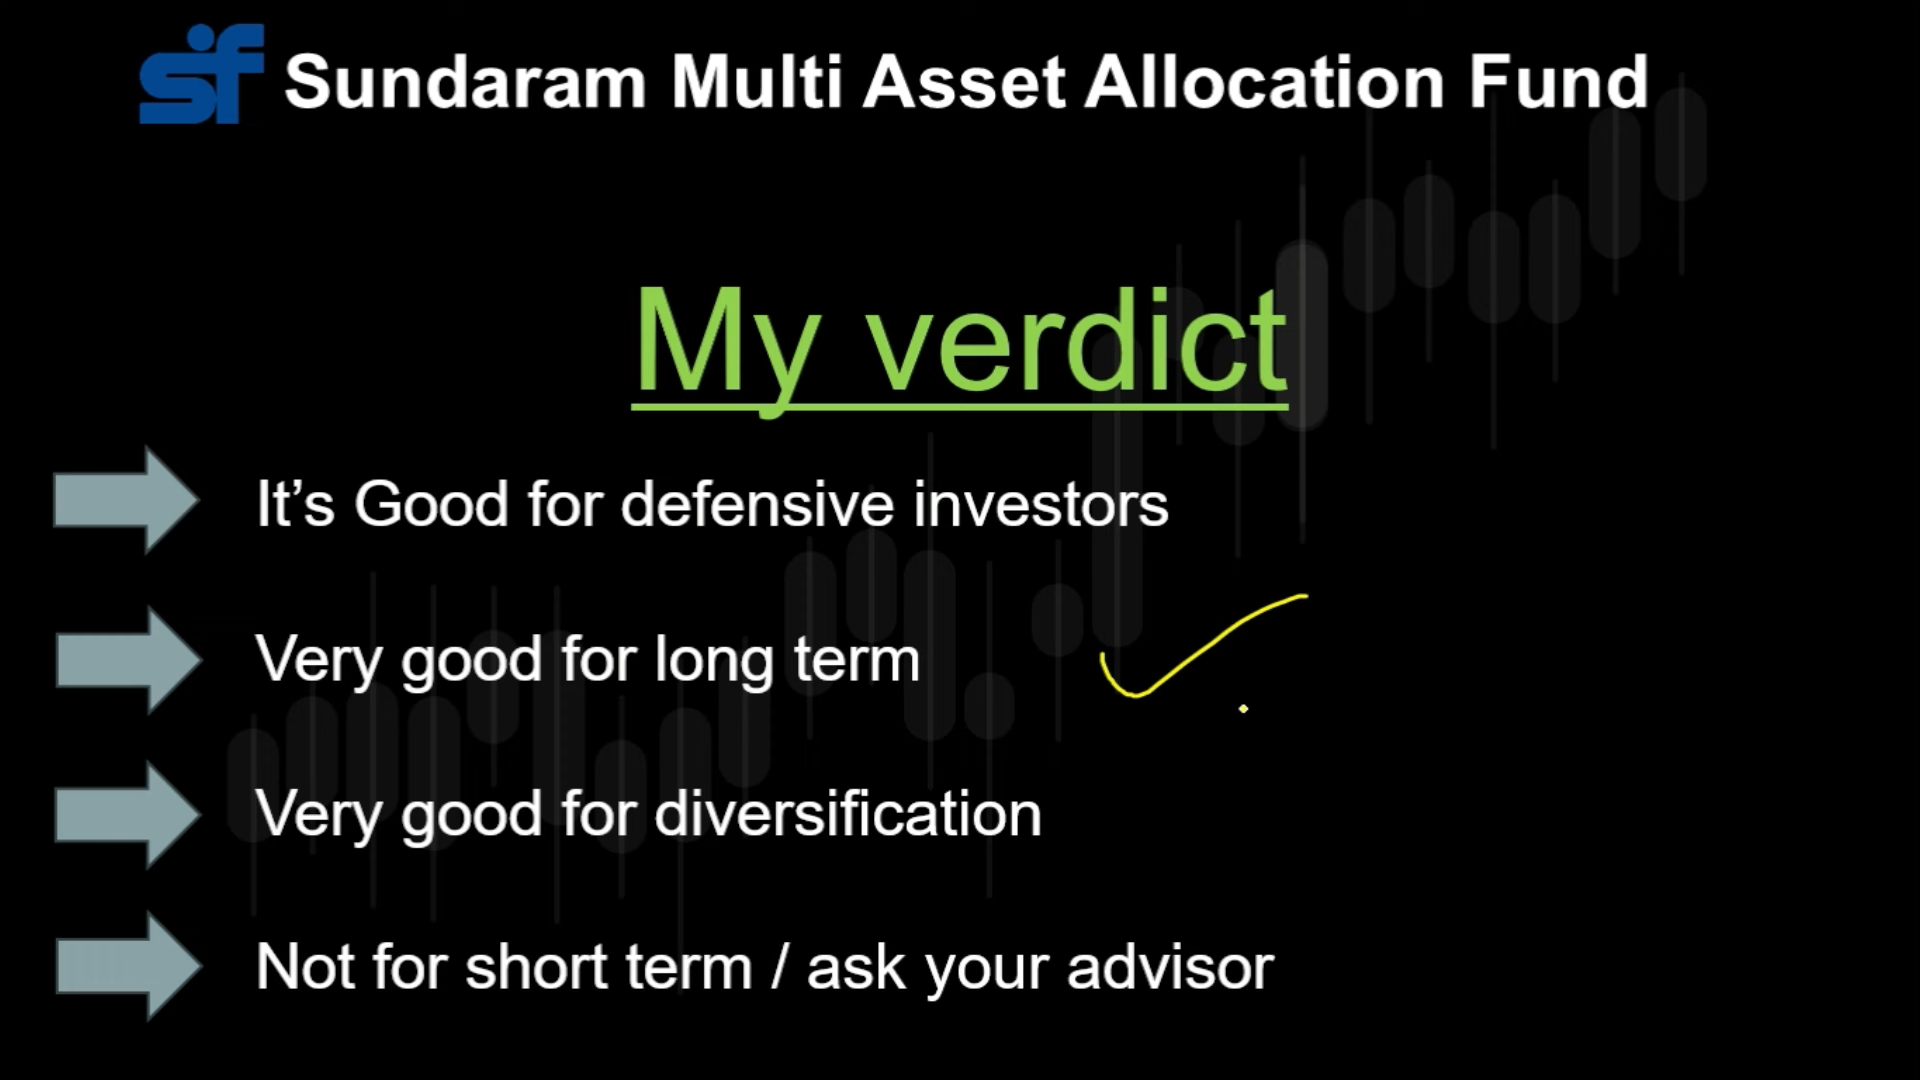 sf Sundaram Multi Asset Allocation Fund
My verdict
It’s Good for defensive investors
Very good for long term
Very good for diversification
Not for short term / ask your advisor